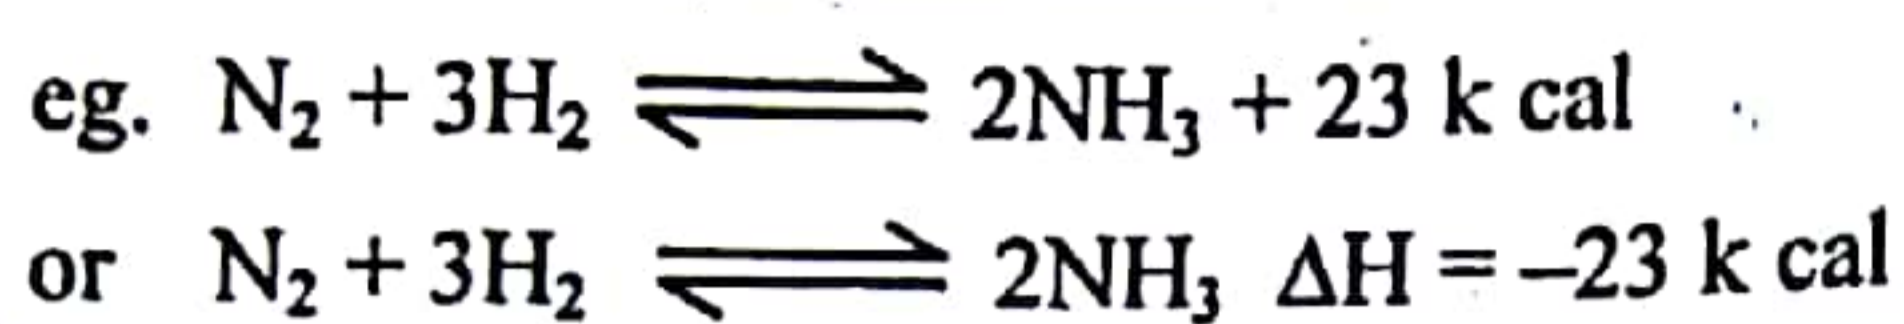 eg. N₂ + 3H₂ ⇌ 2NH₃ + 23 k cal
or N₂ + 3H₂ ⇌ 2NH₃ ΔH = –23 k cal